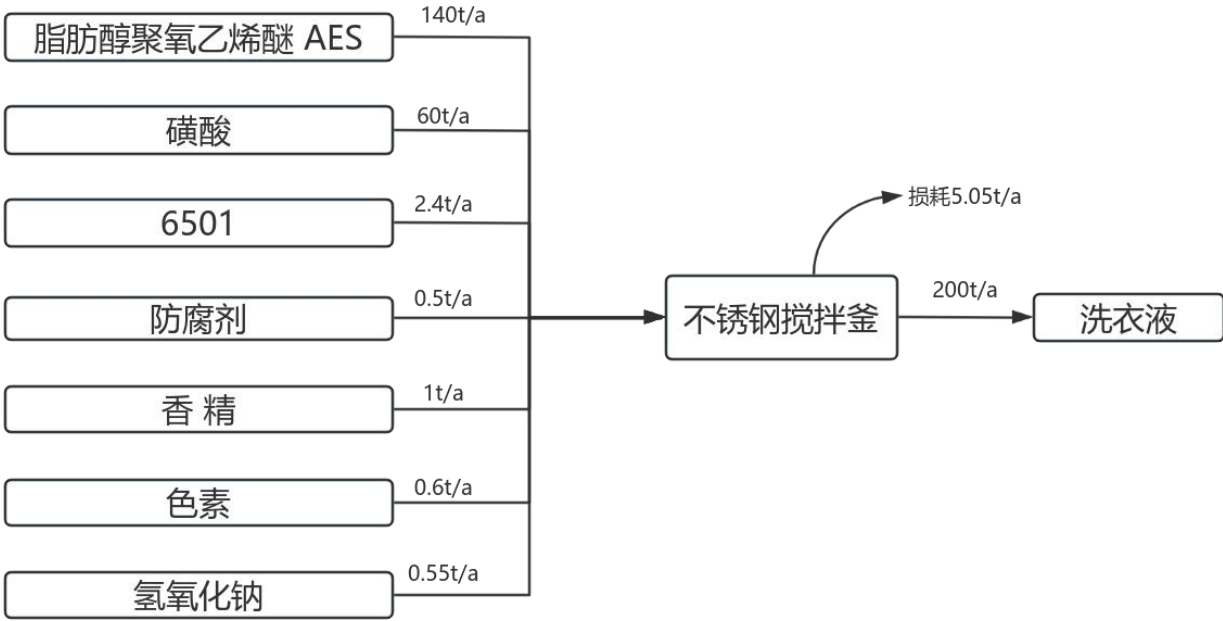 脂肪醇聚氧乙烯醚 AES
140t/a
磺酸
60t/a
6501
2.4t/a
防腐剂
0.5t/a
香 精
1t/a
色素
0.6t/a
氢氧化钠
0.55t/a
损耗5.05t/a
不锈钢搅拌釜
200t/a
洗衣液